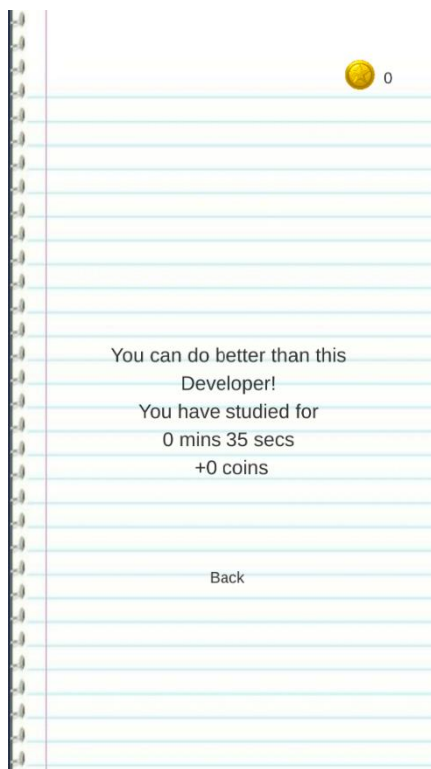 0
You can do better than this
Developer!
You have studied for
0 mins 35 secs
+0 coins
Back